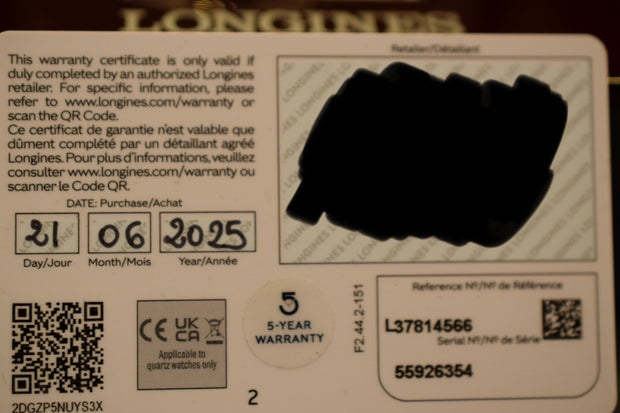 LONGINES
This warranty certificate is only valid if
duly completed by an authorized Longines
retailer. For specific information, please
refer to www.longines.com/warranty or
scan the QR Code.
Ce certificat de garantie n'est valable que
dûment complété par un détaillant agréé
Longines. Pour plus d'informations, veuillez
consulter www.longines.com/warranty ou
scanner le Code QR.
DATE: Purchase/Achat
21 06 2025
Day/Jour Month/Mois Year/Année
Retailer/Détaillant
2DGZP5NUYS3X
CE UK
CA
Applicable to
quartz watches only
5
5-YEAR
WARRANTY
2
F2.44.2-151
Reference Nº/Nº de Référence
L37814566
Serial Nº/Nº de Série
55926354